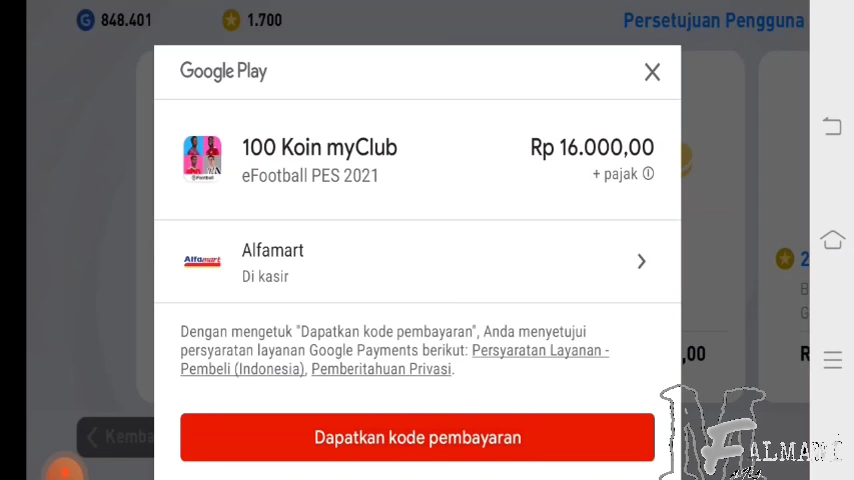 G 848.401
1.700
Persetujuan Pengguna
Google Play
100 Koin myClub
Rp 16.000,00
eFootball PES 2021
+ pajak
Alfamart
Alfamart
Di kasir
Dengan mengetuk "Dapatkan kode pembayaran", Anda menyetujui
persyaratan layanan Google Payments berikut: Persyaratan Layanan -
Pembeli (Indonesia), Pemberitahuan Privasi.
,00
Dapatkan kode pembayaran